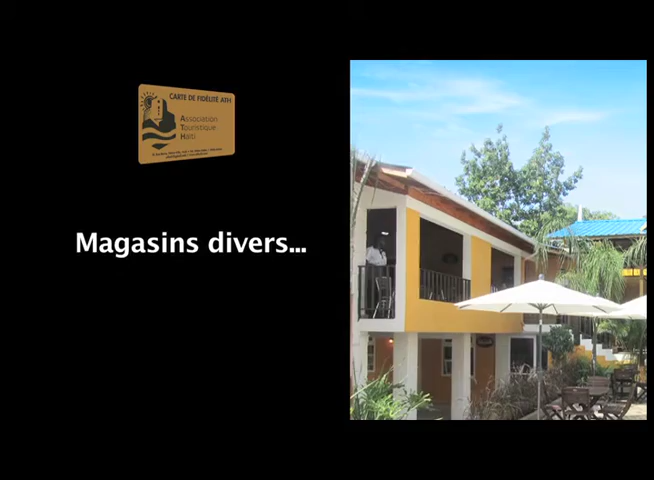 CARTE DE FIDÉLITÉ ATH
Association
Touristique
Haïti
Magasins divers...